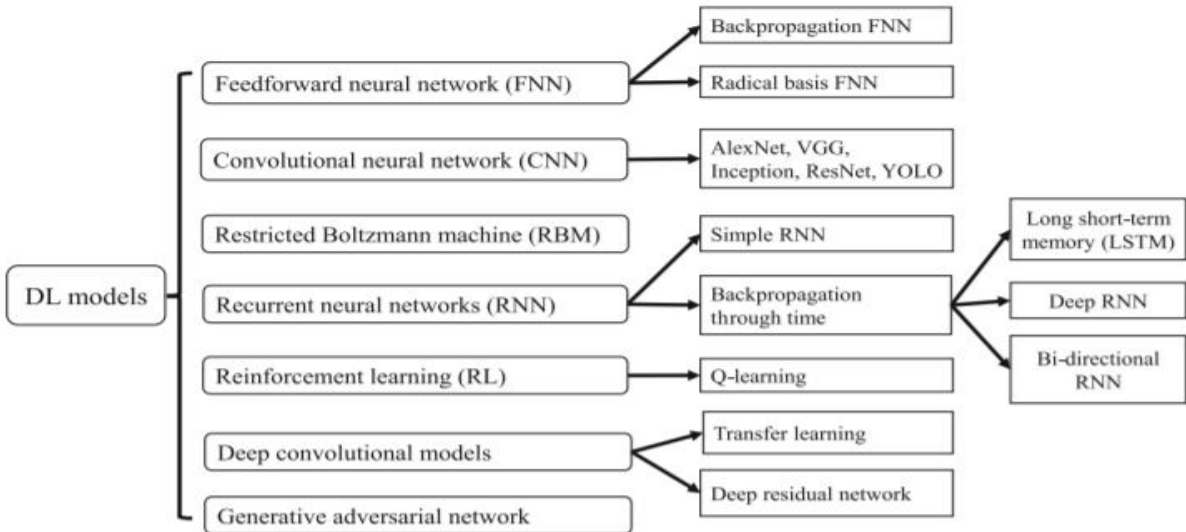 DL models
Feedforward neural network (FNN)
Backpropagation FNN
Radical basis FNN
Convolutional neural network (CNN)
AlexNet, VGG,
Inception, ResNet, YOLO
Restricted Boltzmann machine (RBM)
Recurrent neural networks (RNN)
Simple RNN
Backpropagation
through time
Long short-term
memory (LSTM)
Deep RNN
Bi-directional
RNN
Reinforcement learning (RL)
Q-learning
Deep convolutional models
Transfer learning
Deep residual network
Generative adversarial network